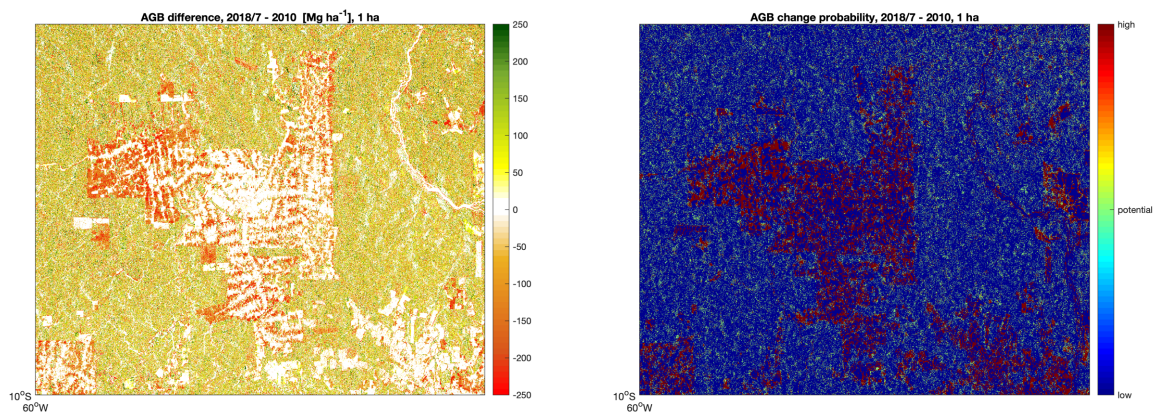 AGB difference, 2018/7 - 2010 [Mg ha⁻¹], 1 ha
250
200
150
100
50
0
-50
-100
-150
-200
-250
10°S
60°W
AGB change probability, 2018/7 - 2010, 1 ha
high
potential
low
10°S
60°W